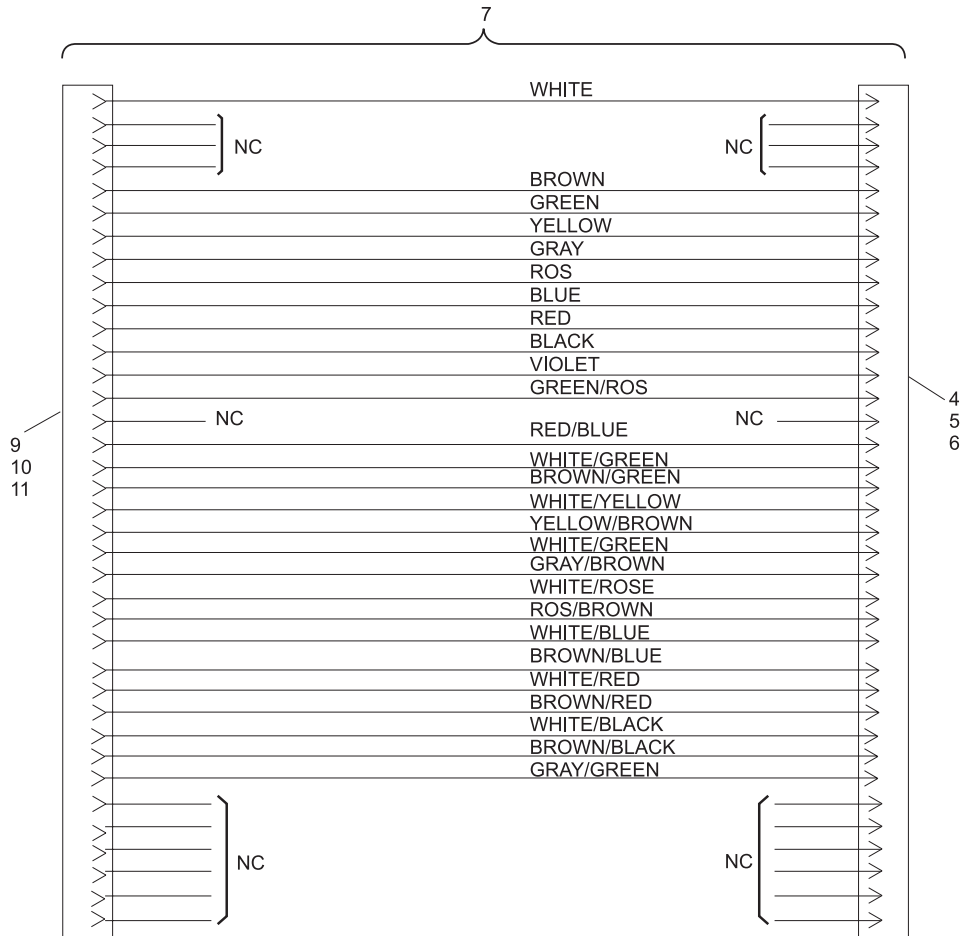 7
WHITE
NC
NC
BROWN
GREEN
YELLOW
GRAY
ROS
BLUE
RED
BLACK
VIOLET
GREEN/ROS
NC
NC
RED/BLUE
4
5
6
9
10
11
WHITE/GREEN
BROWN/GREEN
WHITE/YELLOW
YELLOW/BROWN
WHITE/GREEN
GRAY/BROWN
WHITE/ROSE
ROS/BROWN
WHITE/BLUE
BROWN/BLUE
WHITE/RED
BROWN/RED
WHITE/BLACK
BROWN/BLACK
GRAY/GREEN
NC
NC